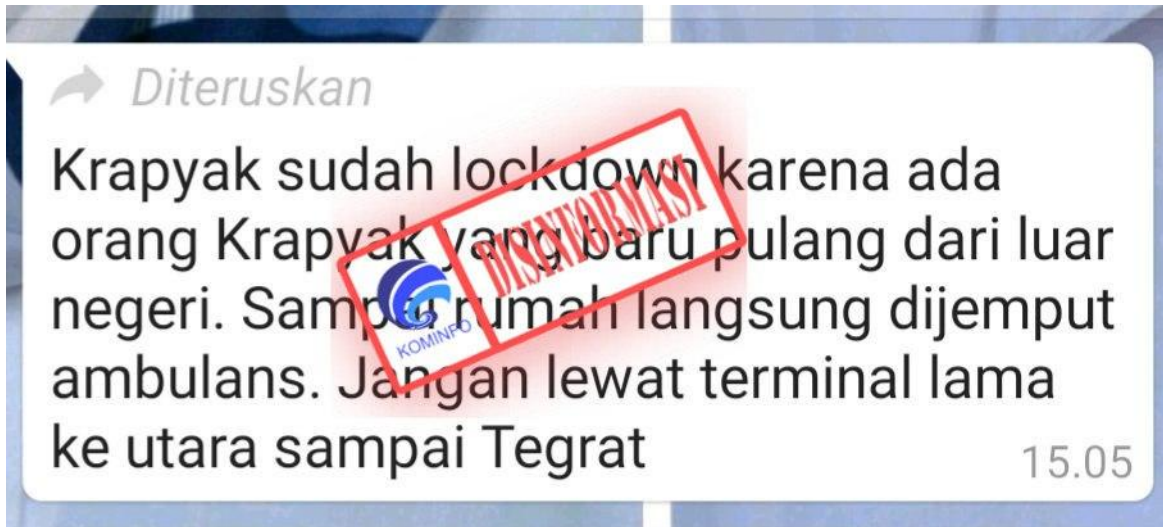 Diteruskan
Krapyak sudah lockdown karena ada
orang Krapyak yang baru pulang dari luar
negeri. Sampai rumah langsung dijemput
ambulans. Jangan lewat terminal lama
ke utara sampai Tegrat
15.05
DISINFORMASI
KOMINFO